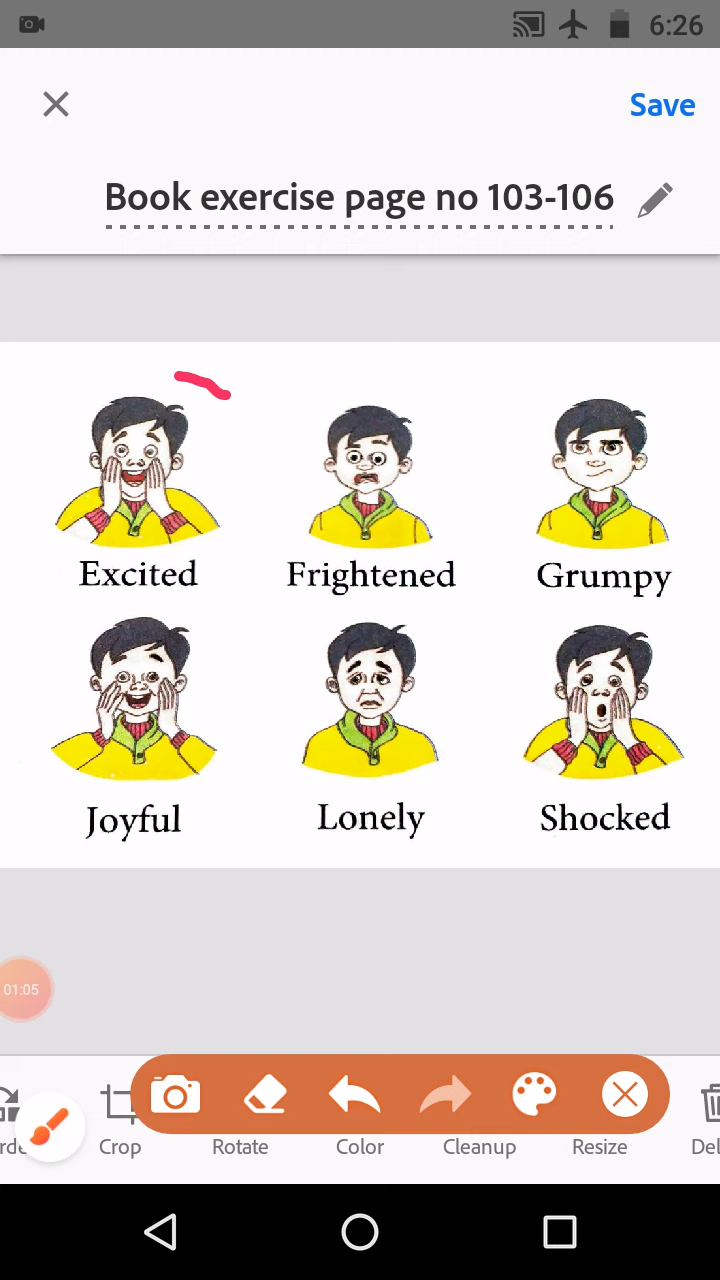 6:26
Save
Book exercise page no 103-106
Excited Frightened Grumpy
Joyful Lonely Shocked
01:05
Crop Rotate Color Cleanup Resize